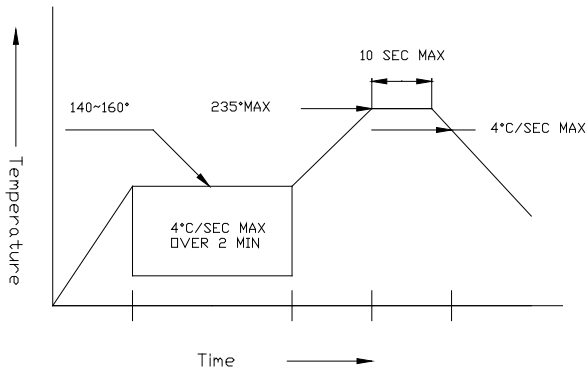 10 SEC MAX
140~160°
235°MAX
4°C/SEC MAX
Temperature
4°C/SEC MAX
OVER 2 MIN
Time